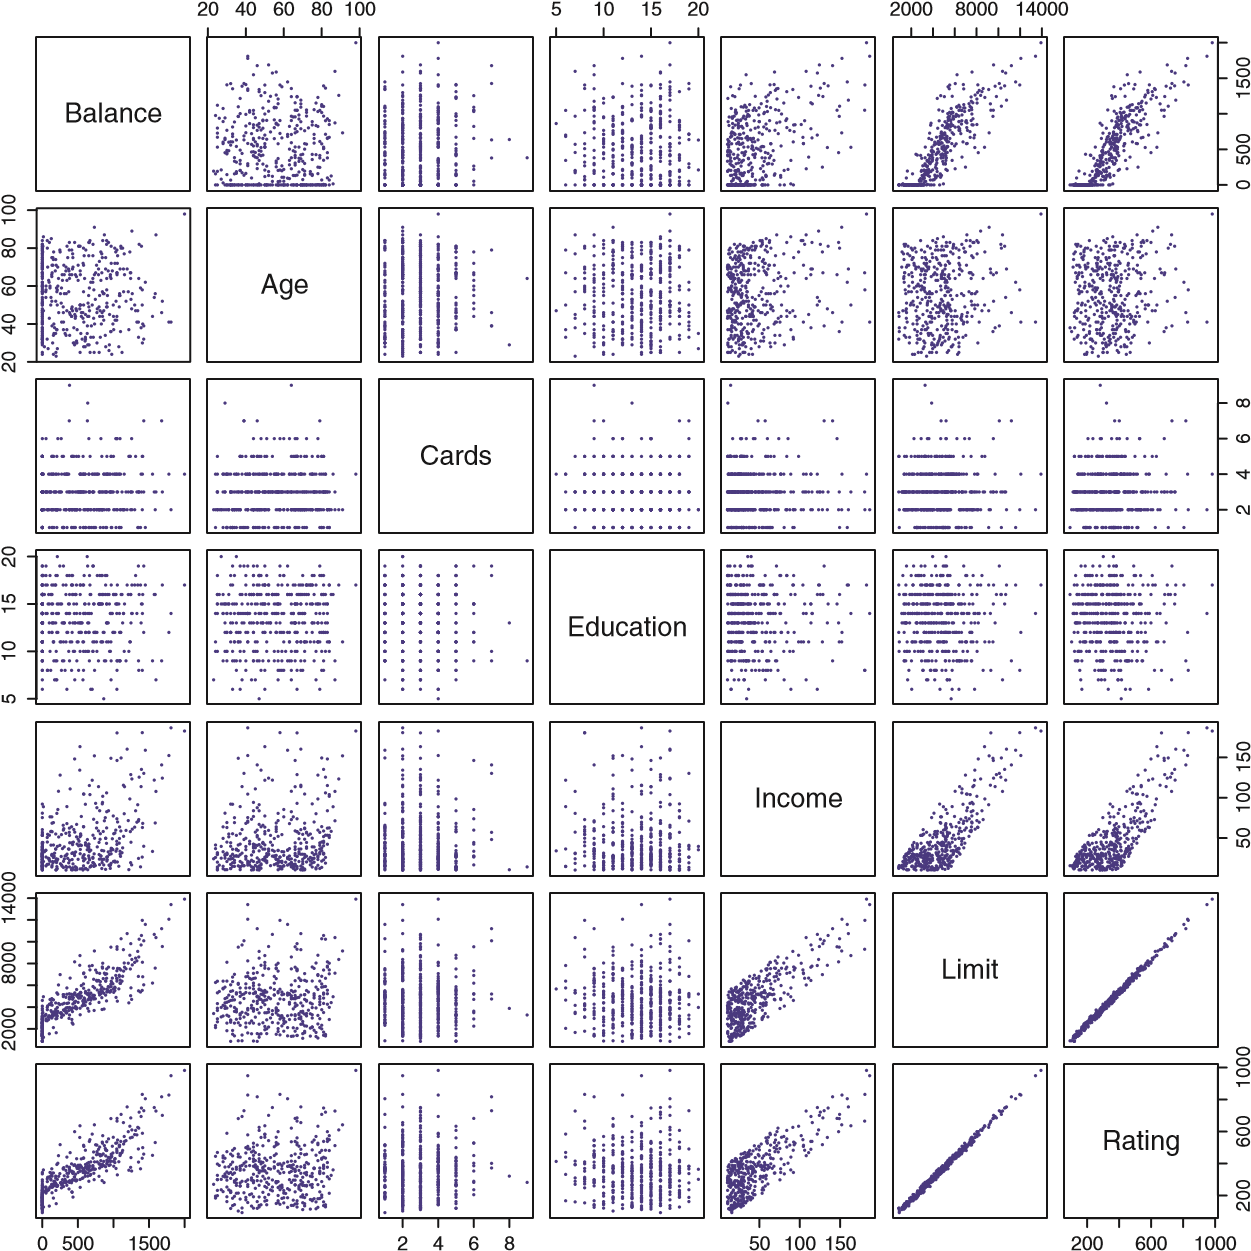 20 40 60 80 100 5 10 15 20 2000 8000 14000
Balance
0 500 1500
Age
20 40 60 80 100
Cards
2 4 6 8
Education
5 10 15 20
Income
50 100 150
Limit
2000 8000 14000
Rating
200 600 1000
0 500 1500 2 4 6 8 50 100 150 200 600 1000